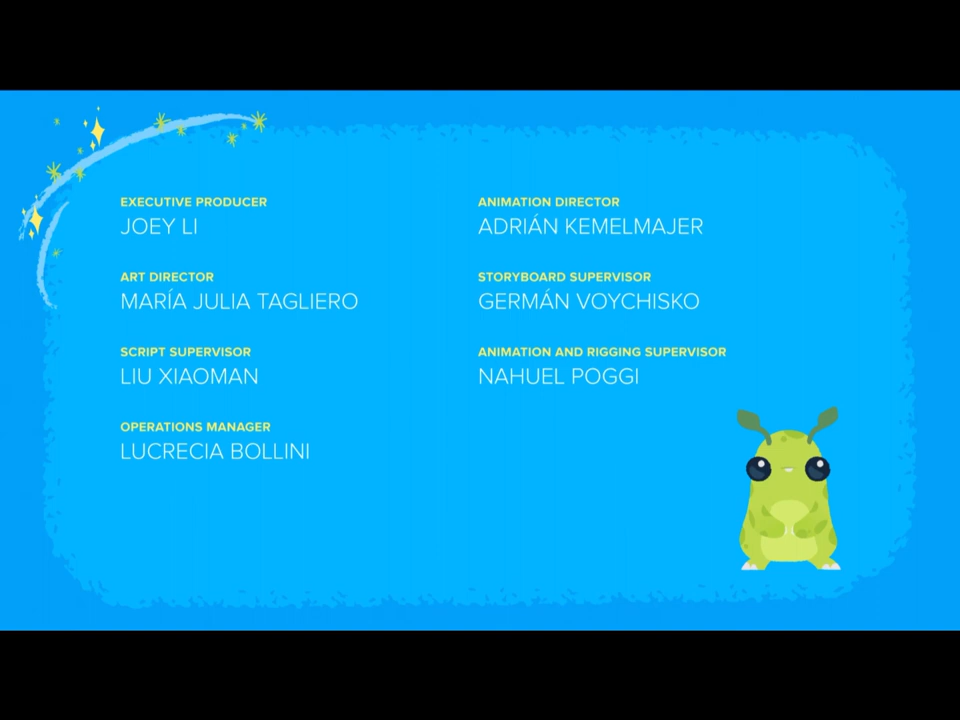 EXECUTIVE PRODUCER
JOEY LI
ART DIRECTOR
MARÍA JULIA TAGLIERO
SCRIPT SUPERVISOR
LIU XIAOMAN
OPERATIONS MANAGER
LUCRECIA BOLLINI
ANIMATION DIRECTOR
ADRIÁN KEMELMAJER
STORYBOARD SUPERVISOR
GERMÁN VOYCHISKO
ANIMATION AND RIGGING SUPERVISOR
NAHUEL POGGI